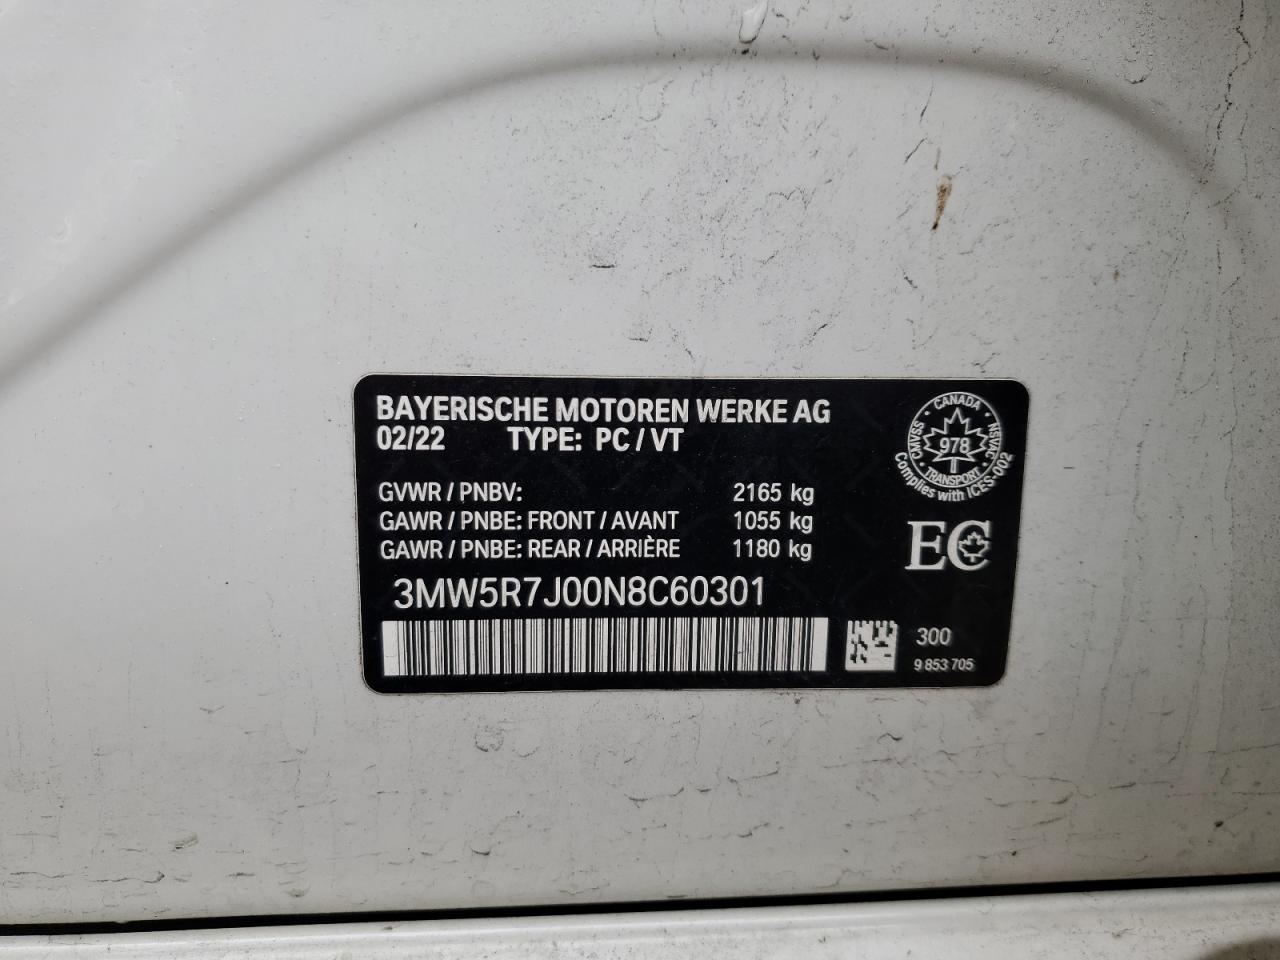 BAYERISCHE MOTOREN WERKE AG
02/22 TYPE: PC / VT
GVWR / PNBV: 2165 kg
GAWR / PNBE: FRONT / AVANT 1055 kg
GAWR / PNBE: REAR / ARRIÈRE 1180 kg
3MW5R7J00N8C60301
CANADA
CMVSS
NSVAC
978
TRANSPORT
Complies with ICES-002
EC
300
9 853 705